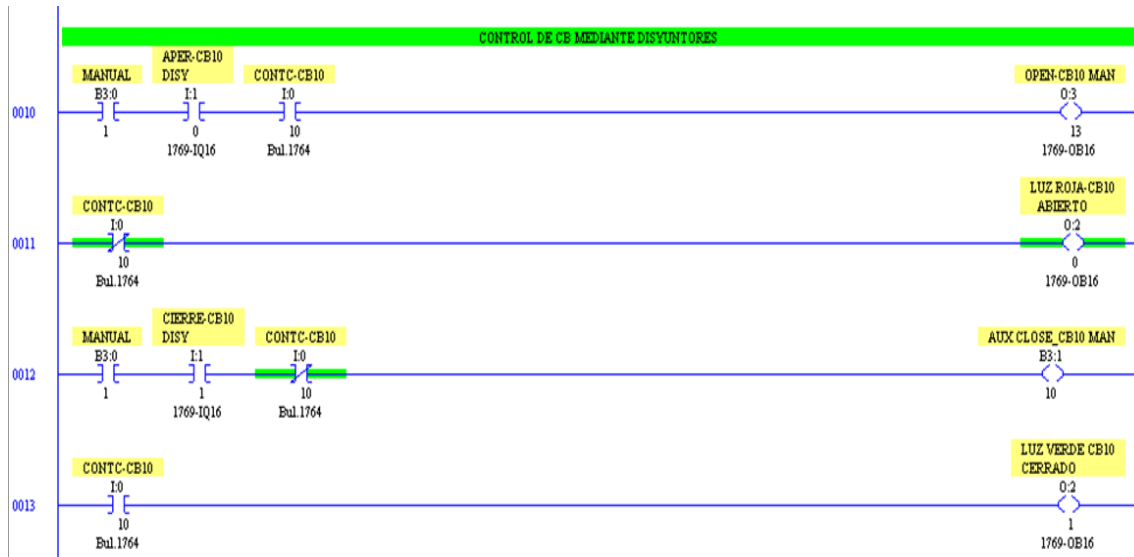 CONTROL DE CB MEDIANTE DISYUNTORES
APER-CB10
MANUAL DISY CONTC-CB10 OPEN-CB10 MAN
B3:0 I:1 I:0 O:3
0010
1 0 10 13
1769-IQ16 Bul.1764 1769-OB16
LUZ ROJA-CB10
CONTC-CB10 ABIERTO
I:0 O:2
0011
10 0
Bul.1764 1769-OB16
CIERRE-CB10
MANUAL DISY CONTC-CB10 AUX CLOSE_CB10 MAN
B3:0 I:1 I:0 B3:1
0012
1 1 10 10
1769-IQ16 Bul.1764
LUZ VERDE CB10
CONTC-CB10 CERRADO
I:0 O:2
0013
10 1
Bul.1764 1769-OB16